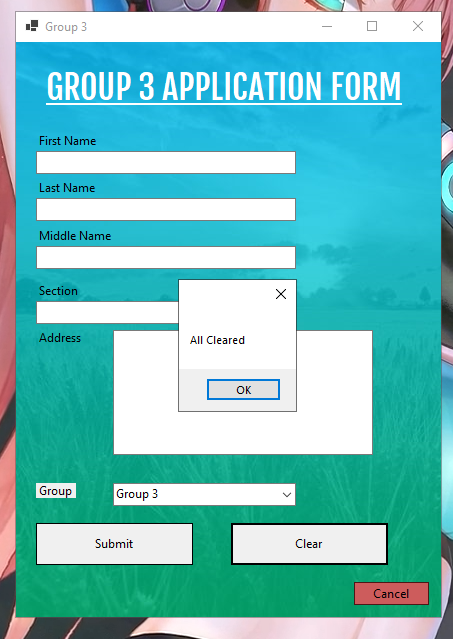 Group 3
GROUP 3 APPLICATION FORM
First Name
Last Name
Middle Name
Section
Address
All Cleared
OK
Group
Group 3
Submit
Clear
Cancel